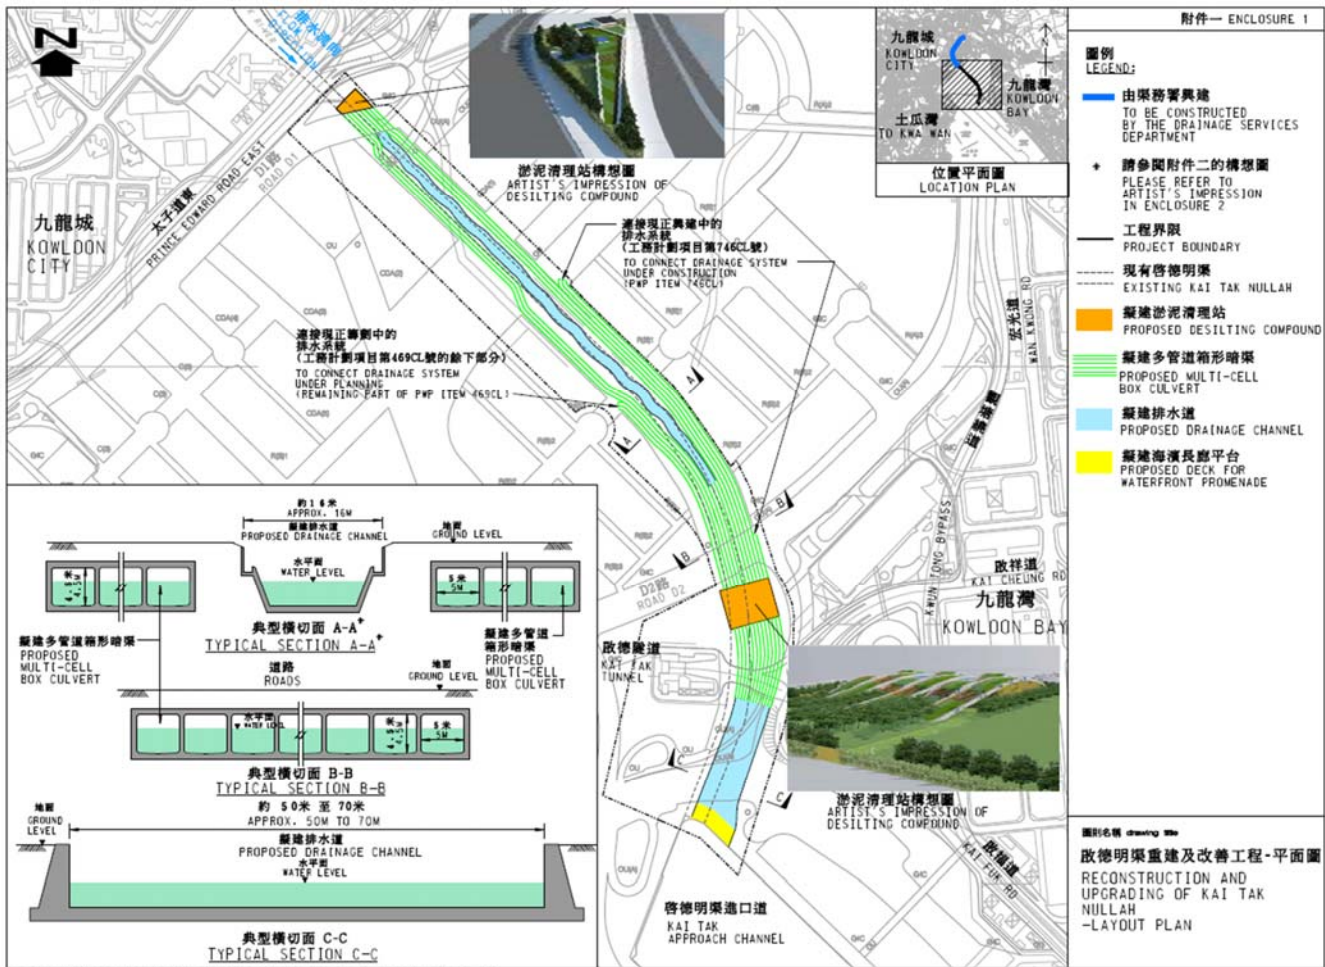 附件一 ENCLOSURE 1
圖例
LEGEND:
由渠務署興建
TO BE CONSTRUCTED
BY THE DRAINAGE SERVICES
DEPARTMENT
+ 請參閱附件二的構想圖
PLEASE REFER TO
ARTIST'S IMPRESSION
IN ENCLOSURE 2
工程界限
PROJECT BOUNDARY
現有啓德明渠
EXISTING KAI TAK NULLAH
擬建淤泥清理站
PROPOSED DESILTING COMPOUND
擬建多管道箱形暗渠
PROPOSED MULTI-CELL
BOX CULVERT
擬建排水道
PROPOSED DRAINAGE CHANNEL
擬建海濱長廊平台
PROPOSED DECK FOR
WATERFRONT PROMENADE
圖則名稱 drawing title
啟德明渠重建及改善工程-平面圖
RECONSTRUCTION AND
UPGRADING OF KAI TAK
NULLAH
-LAYOUT PLAN
N
排水流向
FLOW
DIRECTION
九龍城
KOWLOON
CITY
太子道東
PRINCE EDWARD ROAD EAST
D1路
ROAD D1
淤泥清理站構想圖
ARTIST'S IMPRESSION OF
DESILTING COMPOUND
九龍城
KOWLOON
CITY
九龍灣
KOWLOON
BAY
土瓜灣
TO KWA WAN
N
位置平面圖
LOCATION PLAN
連接現正興建中的
排水系統
(工務計劃項目第746CL號)
TO CONNECT DRAINAGE SYSTEM
UNDER CONSTRUCTION
(PWP ITEM 746CL)
連接現正籌劃中的
排水系統
(工務計劃項目第469CL號的餘下部分)
TO CONNECT DRAINAGE SYSTEM
UNDER PLANNING
(REMAINING PART OF PWP ITEM 469CL)
A
A
B
B
C
C
宏光道
WAN KWONG RD
KWUN TONG BYPASS
啟祥道
KAI CHEUNG RD
九龍灣
KOWLOON BAY
D2路
ROAD D2
啟德隧道
KAI TAK
TUNNEL
淤泥清理站構想圖
ARTIST'S IMPRESSION OF
DESILTING COMPOUND
啟福道
KAI FUK RD
啓德明渠進口道
KAI TAK
APPROACH CHANNEL
約16米
APPROX. 16M
擬建排水道
PROPOSED DRAINAGE CHANNEL
地面
GROUND LEVEL
水平面
WATER LEVEL
4.5米
4.5M
5米
5M
典型橫切面 A-A+
TYPICAL SECTION A-A+
擬建多管道箱形暗渠
PROPOSED
MULTI-CELL
BOX CULVERT
擬建多管道
箱形暗渠
PROPOSED
MULTI-CELL
BOX CULVERT
道路
ROADS
地面
GROUND LEVEL
水平面
WATER LEVEL
4.5米
4.5M
5米
5M
典型橫切面 B-B
TYPICAL SECTION B-B
約 50米 至 70米
APPROX. 50M TO 70M
地面
GROUND
LEVEL
擬建排水道
PROPOSED DRAINAGE CHANNEL
水平面
WATER LEVEL
典型橫切面 C-C
TYPICAL SECTION C-C